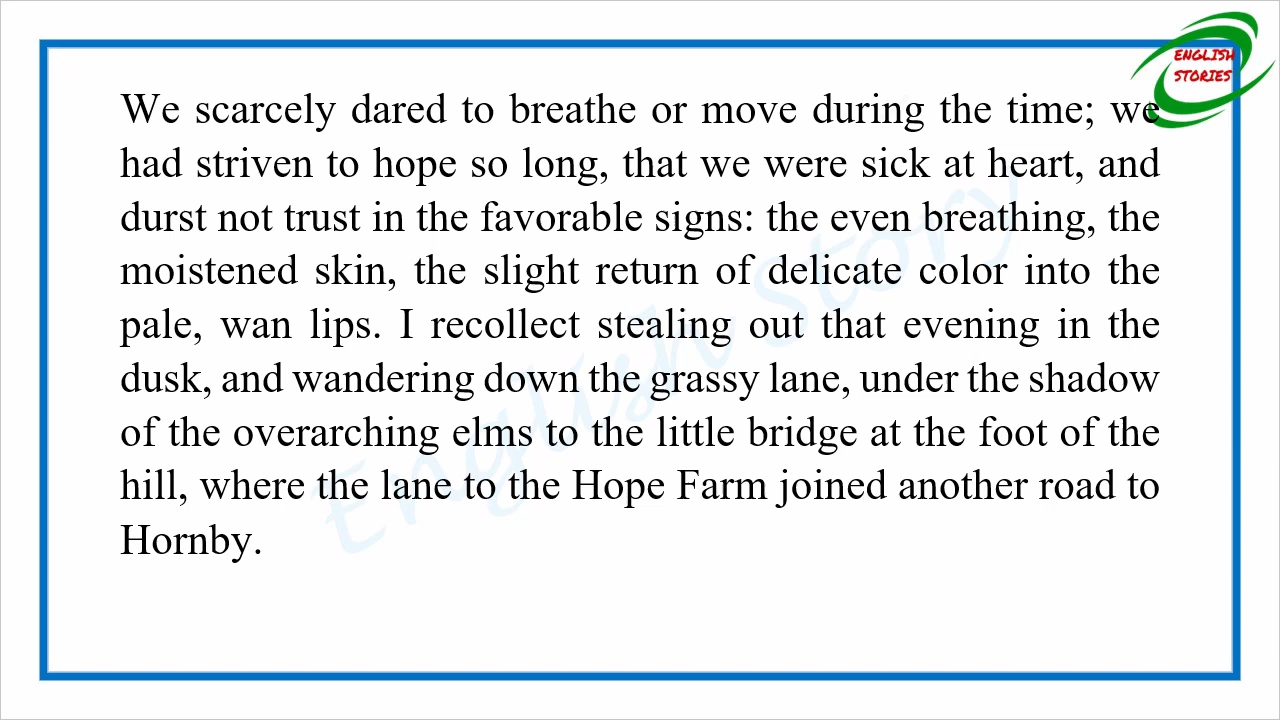 ENGLISH
STORIES
We scarcely dared to breathe or move during the time; we
had striven to hope so long, that we were sick at heart, and
durst not trust in the favorable signs: the even breathing, the
moistened skin, the slight return of delicate color into the
pale, wan lips. I recollect stealing out that evening in the
dusk, and wandering down the grassy lane, under the shadow
of the overarching elms to the little bridge at the foot of the
hill, where the lane to the Hope Farm joined another road to
Hornby.
English Story